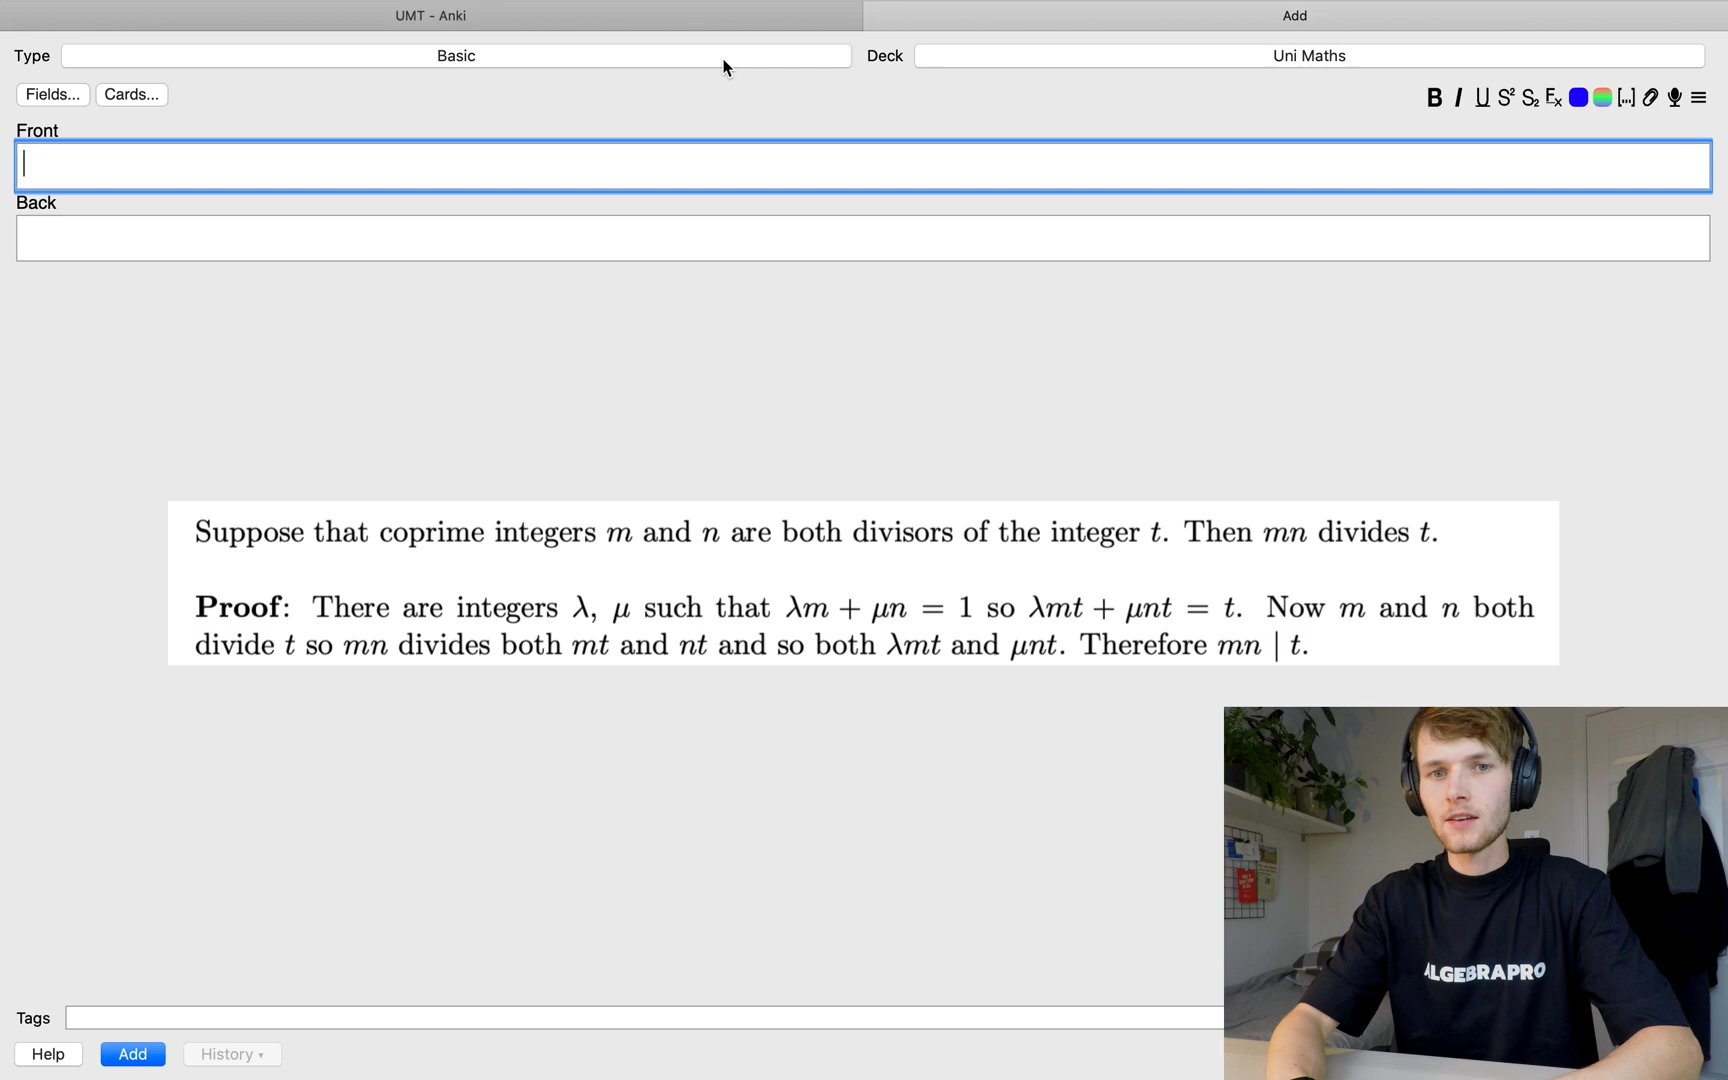 UMT - Anki
Add
Type
Basic
Deck
Uni Maths
Fields...
Cards...
B I U S² S₂ Ex [...]
Front
Back
Suppose that coprime integers m and n are both divisors of the integer t. Then mn divides t.
Proof: There are integers λ, μ such that λm + μn = 1 so λmt + μnt = t. Now m and n both
divide t so mn divides both mt and nt and so both λmt and μnt. Therefore mn | t.
ALGEBRAPRO
Tags
Help
Add
History ▾